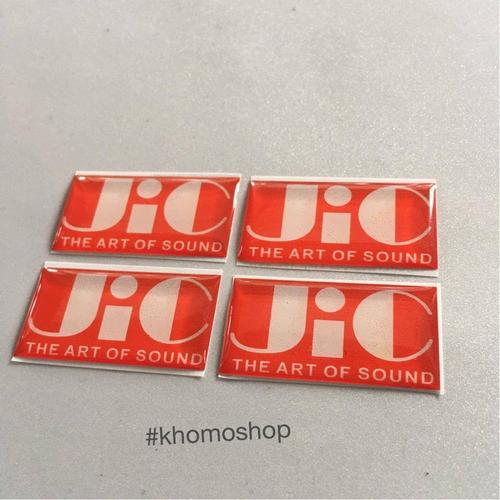 JiC
THE ART OF SOUND
JiC
THE ART OF SOUND
JiC
THE ART OF SOUND
JiC
THE ART OF SOUND
#khomoshop